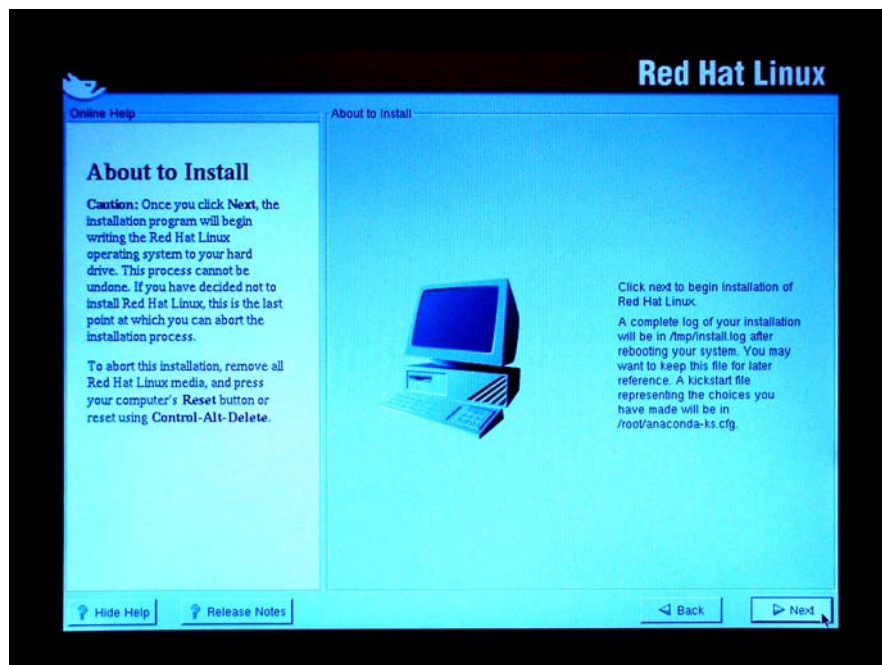 Red Hat Linux
Online Help
About to Install
About to Install
Caution: Once you click Next, the
installation program will begin
writing the Red Hat Linux
operating system to your hard
drive. This process cannot be
undone. If you have decided not to
install Red Hat Linux, this is the last
point at which you can abort the
installation process.
To abort this installation, remove all
Red Hat Linux media, and press
your computer's Reset button or
reset using Control-Alt-Delete.
Click next to begin installation of
Red Hat Linux.
A complete log of your installation
will be in /tmp/install.log after
rebooting your system. You may
want to keep this file for later
reference. A kickstart file
representing the choices you
have made will be in
/root/anaconda-ks.cfg.
Hide Help
Release Notes
Back
Next